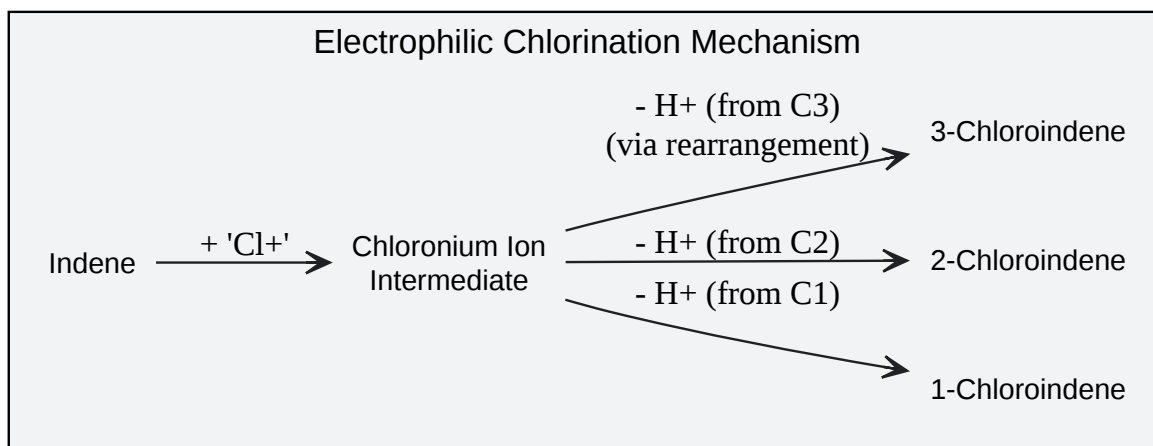 Electrophilic Chlorination Mechanism
- H+ (from C3)
(via rearrangement)
3-Chloroindene
Indene
+ 'Cl+'
Chloronium Ion
Intermediate
- H+ (from C2)
2-Chloroindene
- H+ (from C1)
1-Chloroindene